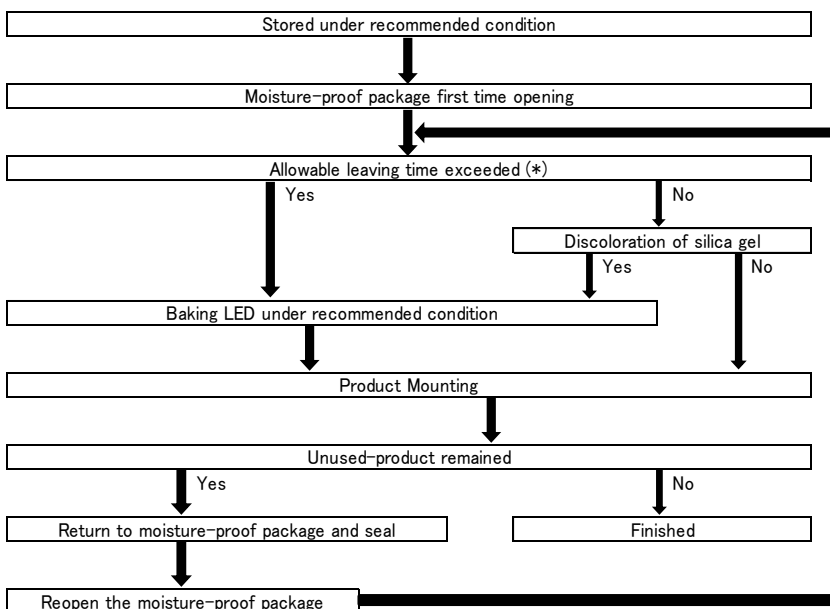 Stored under recommended condition
Moisture-proof package first time opening
Allowable leaving time exceeded (*)
Yes
No
Discoloration of silica gel
Yes
No
Baking LED under recommended condition
Product Mounting
Unused-product remained
Yes
No
Return to moisture-proof package and seal
Finished
Reopen the moisture-proof package